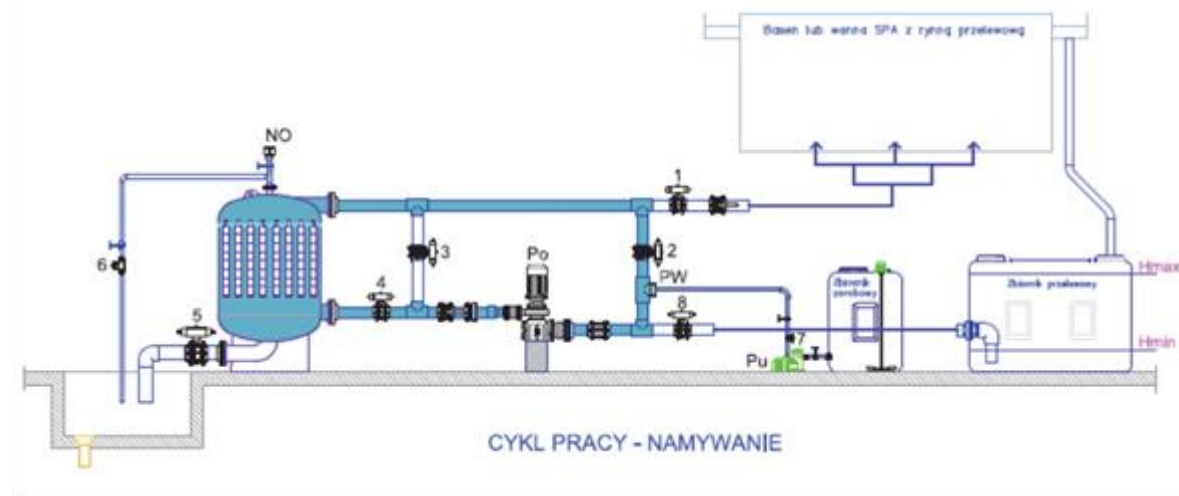 Basen lub wanna SPA z rynną przelewową
NO
1
3
2
Po
6
4
PW
Zbiornik
zarobowy
Zbiornik przelewowy
Hmax
5
8
7
Pu
Hmin
CYKL PRACY - NAMYWANIE